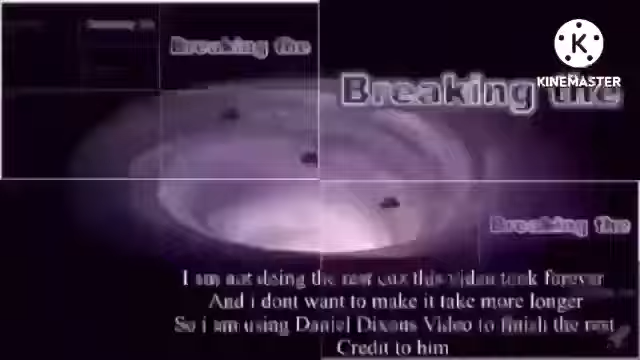 Breaking the
KINEMASTER
Breaking the
Breaking the
I am not doing the rest cuz this video took forever
And i dont want to make it take more longer
So i am using Daniel Dixons Video to finish the rest
Credit to him